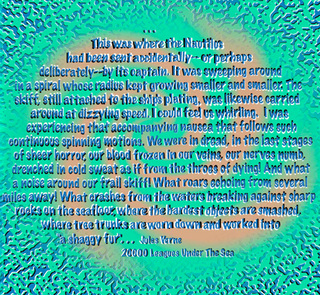 ...
This was where the Nautilus
had been sent accidentally--or perhaps
deliberately--by its captain. It was sweeping around
in a spiral whose radius kept growing smaller and smaller. The
skiff, still attached to the ship's plating, was likewise carried
around at dizzying speed. I could feel us whirling. I was
experiencing that accompanying nausea that follows such
continuous spinning motions. We were in dread, in the last stages
of sheer horror, our blood frozen in our veins, our nerves numb,
drenched in cold sweat as if from the throes of dying! And what
a noise around our frail skiff! What roars echoing from several
miles away! What crashes from the waters breaking against sharp
rocks on the seafloor, where the hardest objects are smashed,
where tree trunks are worn down and worked into
"a shaggy fur"... Jules Verne
20000 Leagues Under The Sea